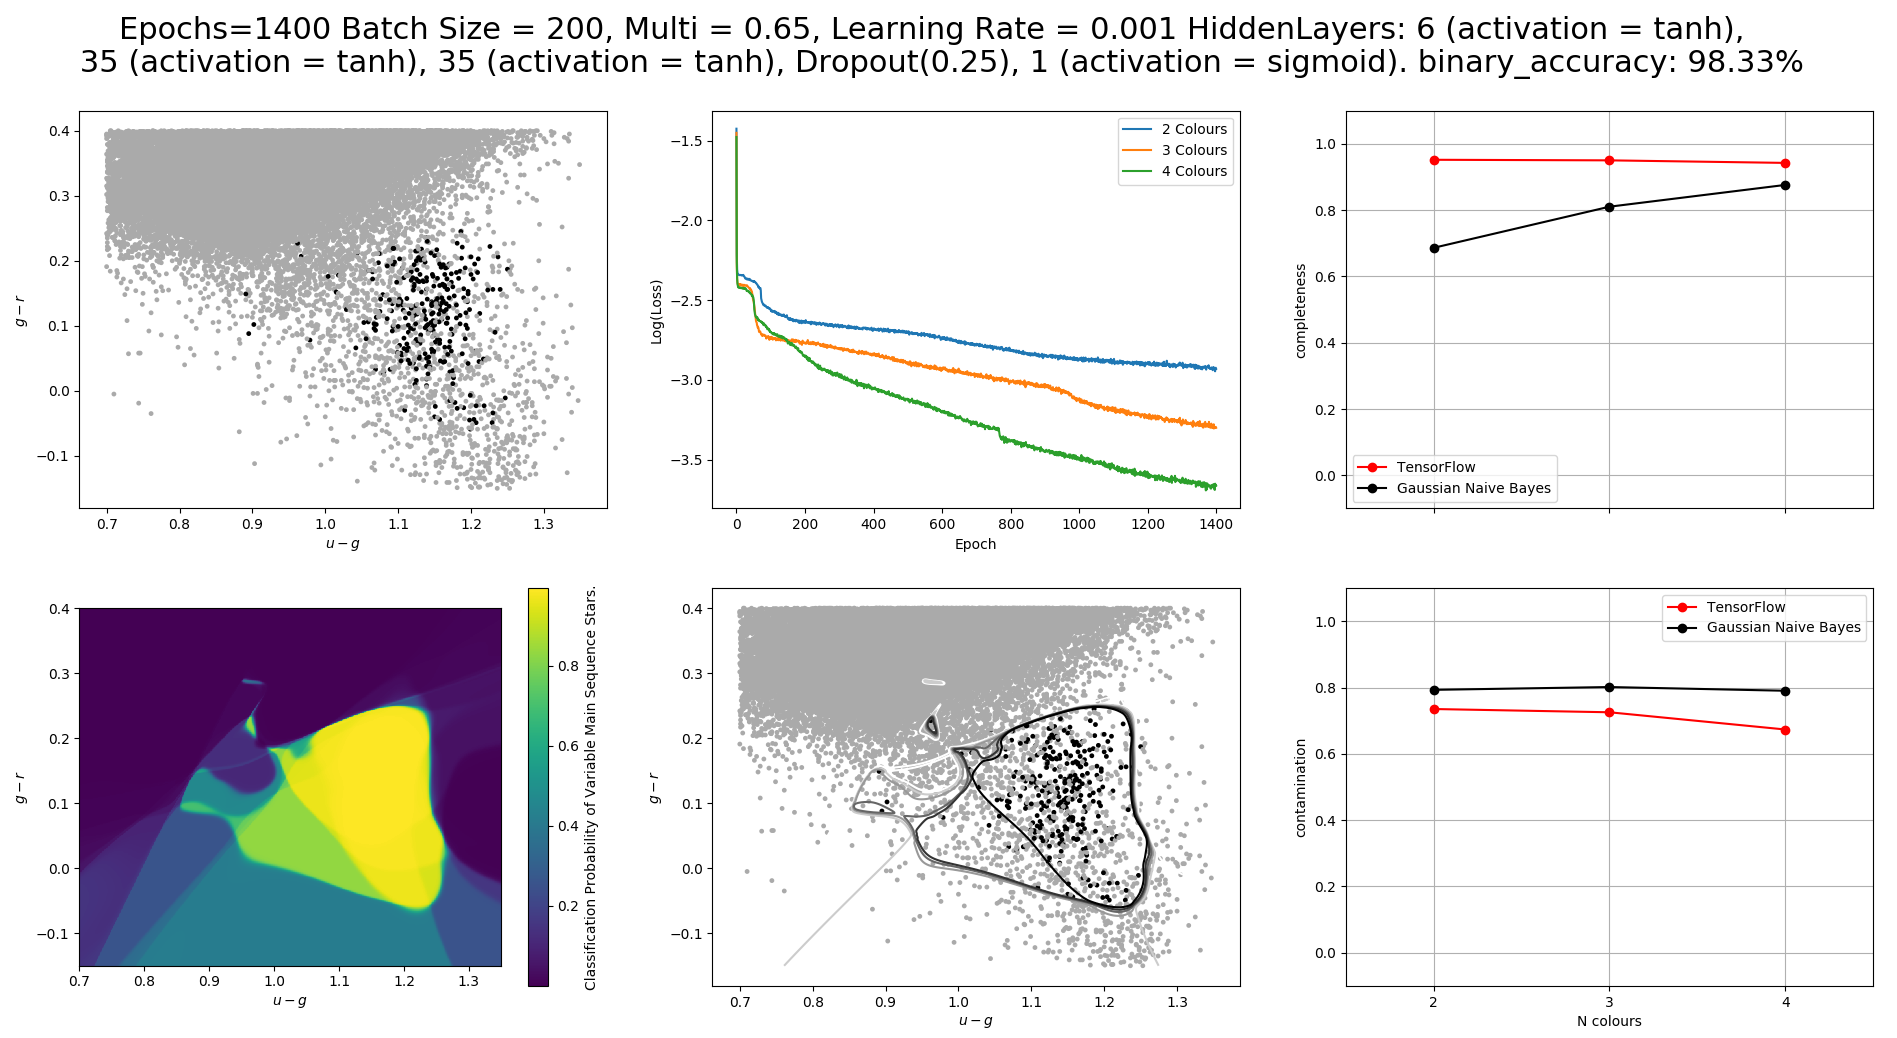 Epochs=1400 Batch Size = 200, Multi = 0.65, Learning Rate = 0.001 HiddenLayers: 6 (activation = tanh),
35 (activation = tanh), 35 (activation = tanh), Dropout(0.25), 1 (activation = sigmoid). binary_accuracy: 98.33%
0.4
0.3
0.2
0.1
0.0
−0.1
g − r
0.7 0.8 0.9 1.0 1.1 1.2 1.3
u − g
−1.5
−2.0
−2.5
−3.0
−3.5
Log(Loss)
2 Colours
3 Colours
4 Colours
0 200 400 600 800 1000 1200 1400
Epoch
1.0
0.8
0.6
0.4
0.2
0.0
completeness
TensorFlow
Gaussian Naive Bayes
0.4
0.3
0.2
0.1
0.0
−0.1
g − r
0.7 0.8 0.9 1.0 1.1 1.2 1.3
u − g
0.8
0.6
0.4
0.2
Classification Probability of Variable Main Sequence Stars.
0.4
0.3
0.2
0.1
0.0
−0.1
g − r
0.7 0.8 0.9 1.0 1.1 1.2 1.3
u − g
1.0
0.8
0.6
0.4
0.2
0.0
contamination
TensorFlow
Gaussian Naive Bayes
2 3 4
N colours